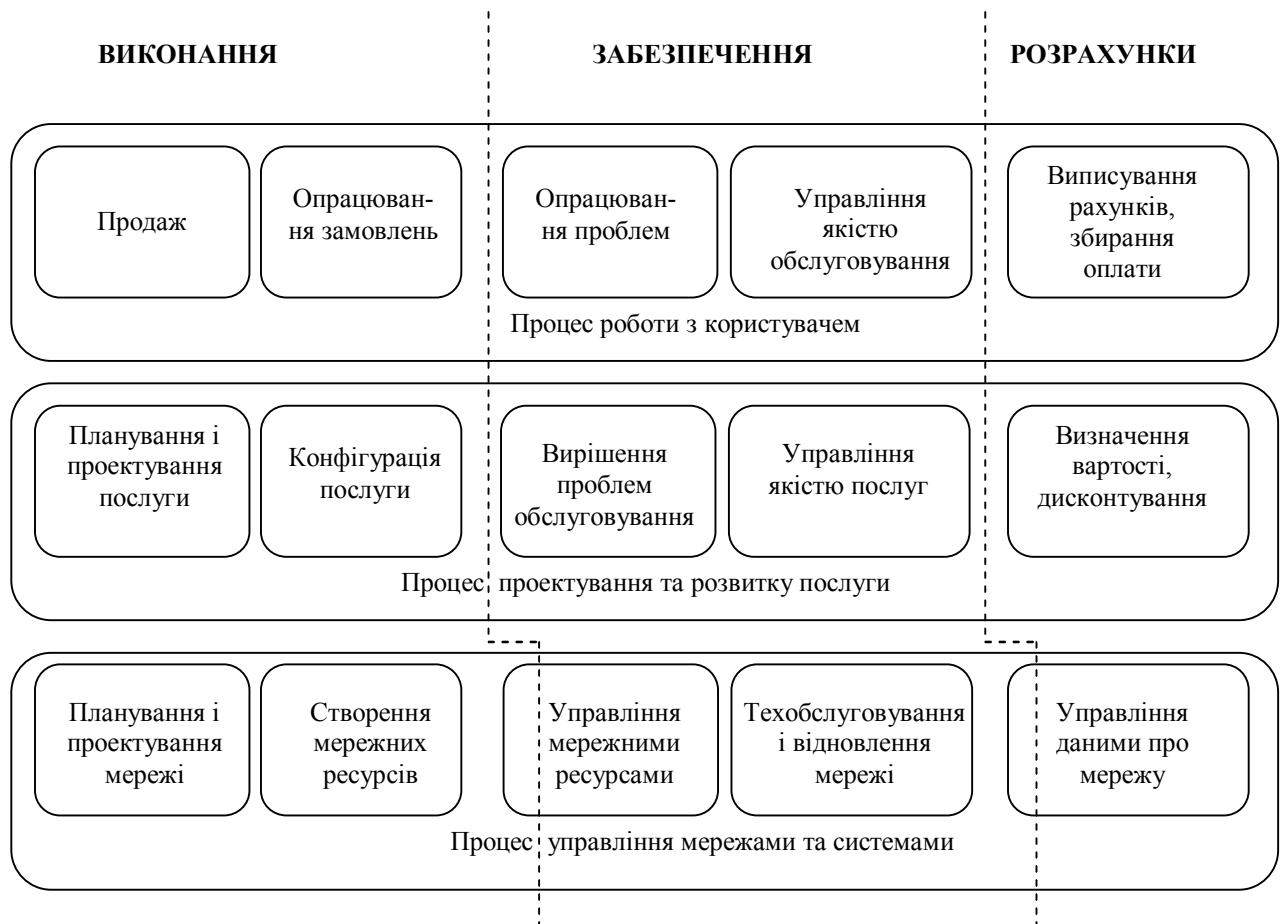 ВИКОНАННЯ
ЗАБЕЗПЕЧЕННЯ
РОЗРАХУНКИ
Продаж
Опрацюван-
ня замовлень
Опрацюван-
ня проблем
Управління
якістю
обслуговування
Виписування
рахунків,
збирання
оплати
Процес роботи з користувачем
Планування і
проектування
послуги
Конфігурація
послуги
Вирішення
проблем
обслуговування
Управління
якістю послуг
Визначення
вартості,
дисконтування
Процес проектування та розвитку послуги
Планування і
проектування
мережі
Створення
мережних
ресурсів
Управління
мережними
ресурсами
Техобслуговування
і відновлення
мережі
Управління
даними про
мережу
Процес управління мережами та системами